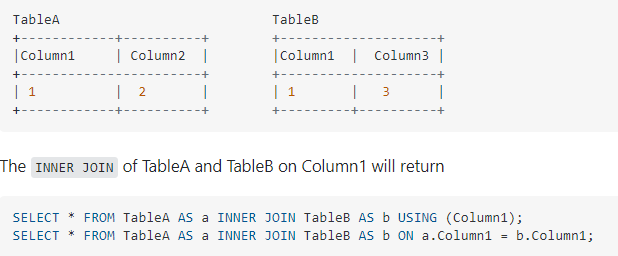 TableA TableB
+------------+----------+ +---------------------+
|Column1 | Column2 | |Column1 | Column3 |
+-----------------------+ +---------------------+
| 1 | 2 | | 1 | 3 |
+------------+----------+ +---------+-----------+
The INNER JOIN of TableA and TableB on Column1 will return
SELECT * FROM TableA AS a INNER JOIN TableB AS b USING (Column1);
SELECT * FROM TableA AS a INNER JOIN TableB AS b ON a.Column1 = b.Column1;